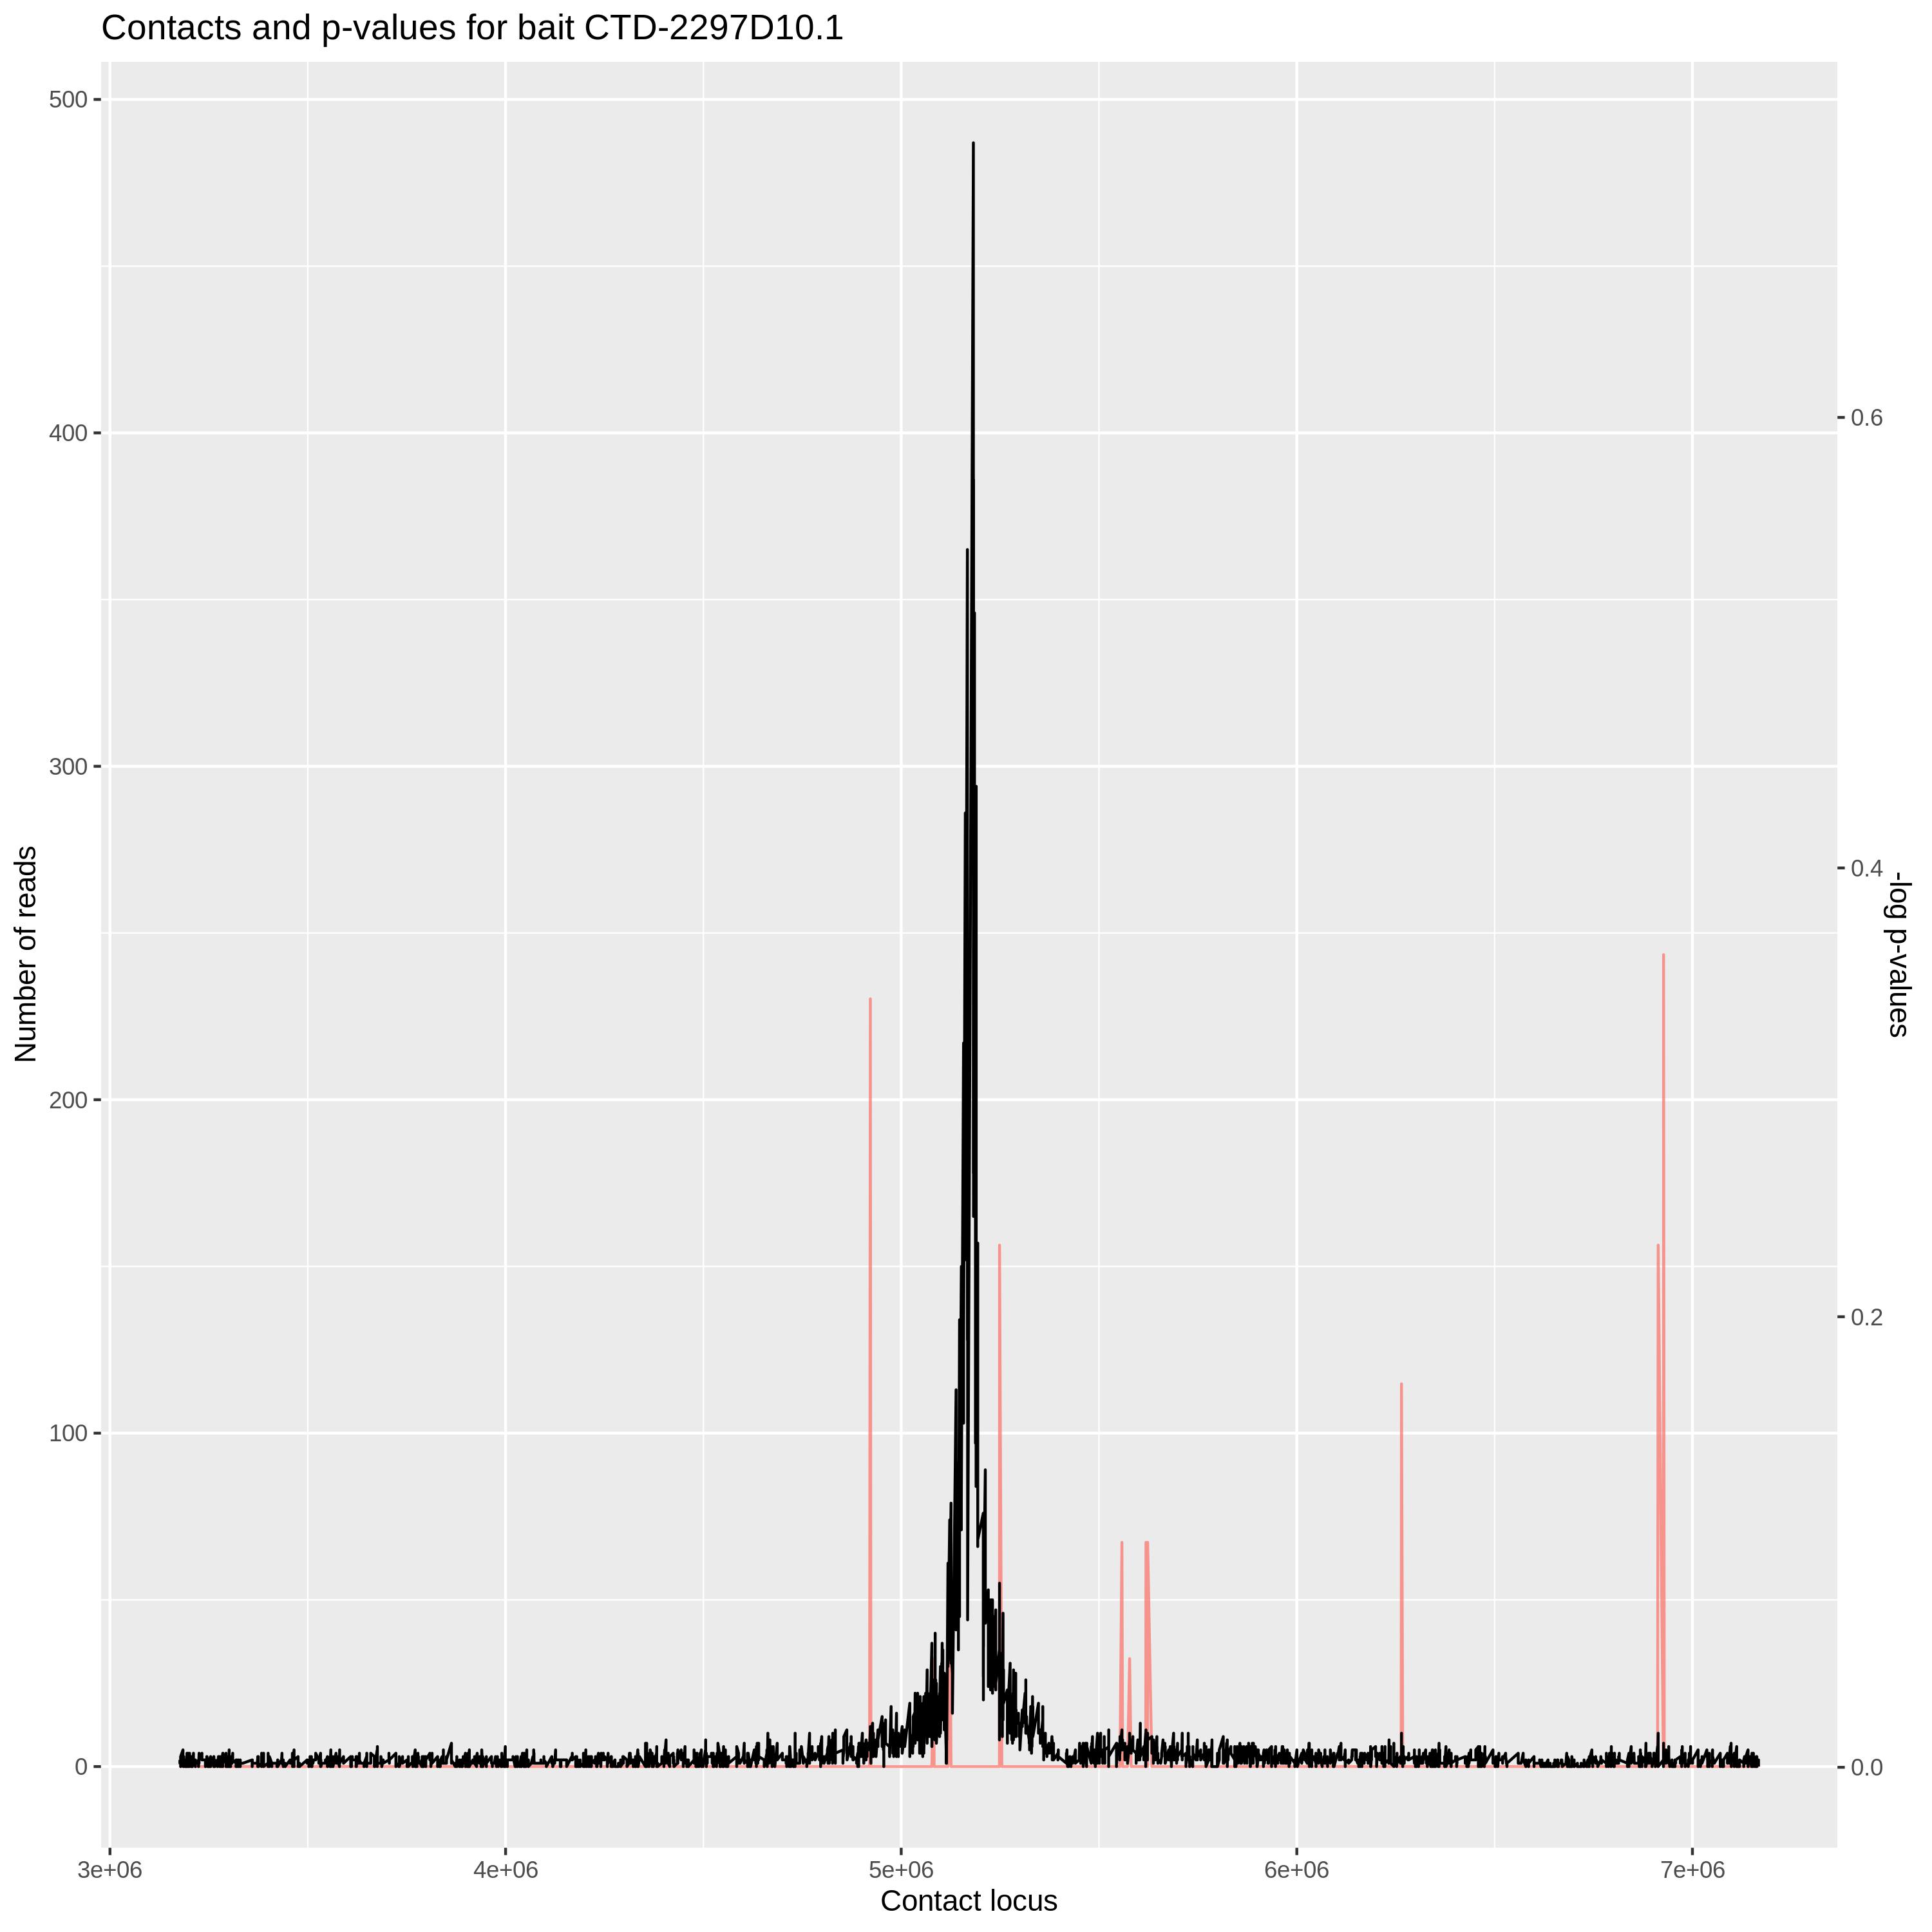 Contacts and p-values for bait CTD-2297D10.1
500
400
300
200
100
0
Number of reads
0.6
0.4
0.2
0.0
-log p-values
3e+06
4e+06
5e+06
6e+06
7e+06
Contact locus